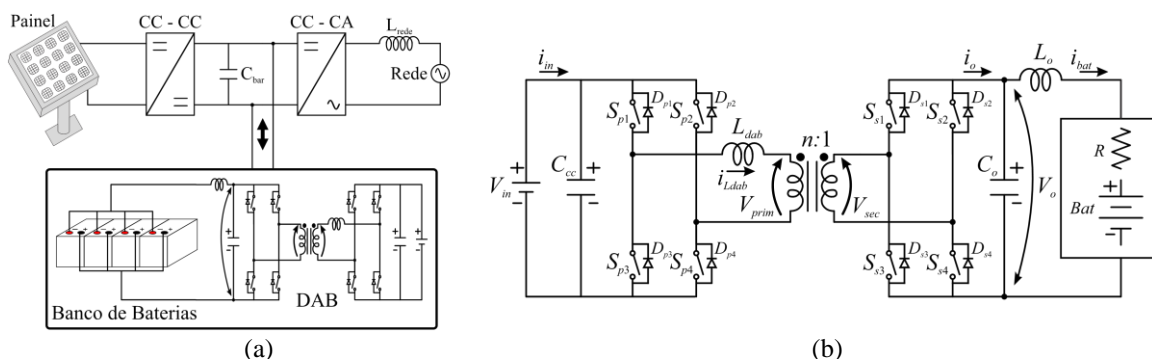 Painel
CC - CC
CC - CA
L_rede
C_bar
Rede
Banco de Baterias
DAB
(a)
i_in
V_in
C_cc
S_p1
D_p1
S_p2
D_p2
L_dab
i_Ldab
n:1
V_prim
V_sec
S_p3
D_p3
S_p4
D_p4
S_s1
D_s1
S_s2
D_s2
S_s3
D_s3
S_s4
D_s4
i_o
L_o
i_bat
C_o
V_o
R
Bat
(b)